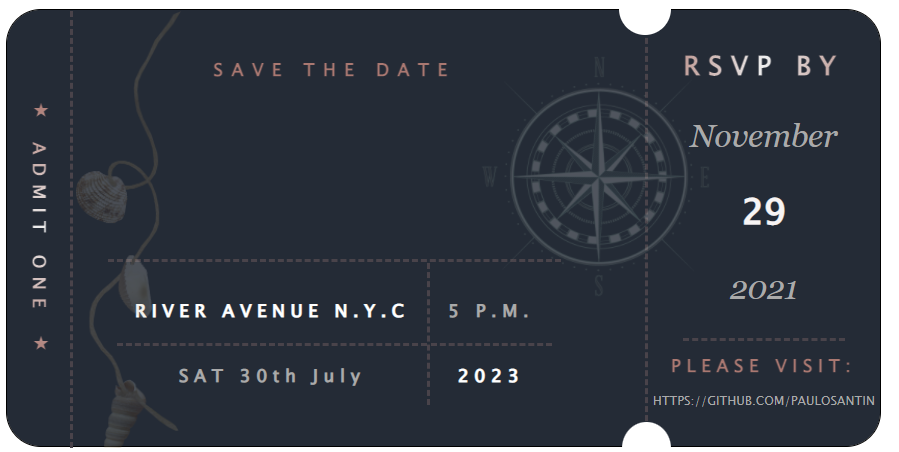 ★ ADMIT ONE ★
SAVE THE DATE
N
W
E
S
RIVER AVENUE N.Y.C
5 P.M.
SAT 30th July
2023
RSVP BY
November
29
2021
PLEASE VISIT:
HTTPS://GITHUB.COM/PAULOSANTIN